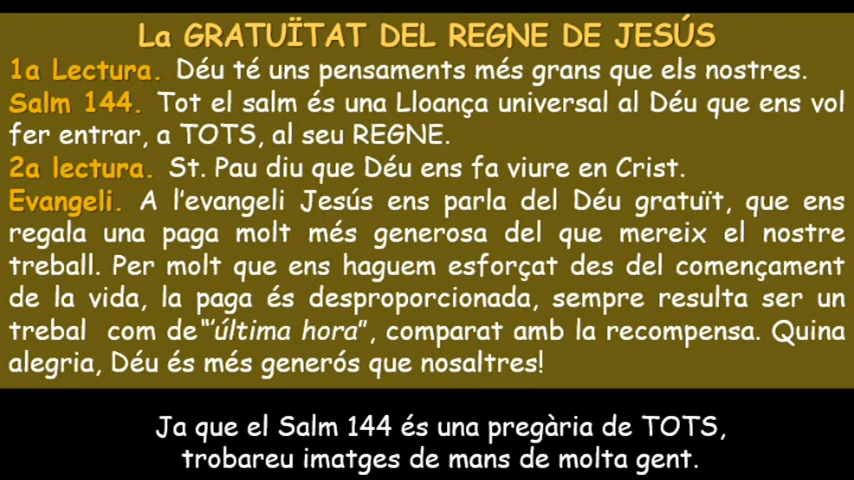 La GRATUÏTAT DEL REGNE DE JESÚS
1a Lectura. Déu té uns pensaments més grans que els nostres.
Salm 144. Tot el salm és una Lloança universal al Déu que ens vol
fer entrar, a TOTS, al seu REGNE.
2a lectura. St. Pau diu que Déu ens fa viure en Crist.
Evangeli. A l'evangeli Jesús ens parla del Déu gratuït, que ens
regala una paga molt més generosa del que mereix el nostre
treball. Per molt que ens haguem esforçat des del començament
de la vida, la paga és desproporcionada, sempre resulta ser un
trebal com de“'última hora”, comparat amb la recompensa. Quina
alegria, Déu és més generós que nosaltres!
Ja que el Salm 144 és una pregària de TOTS,
trobareu imatges de mans de molta gent.